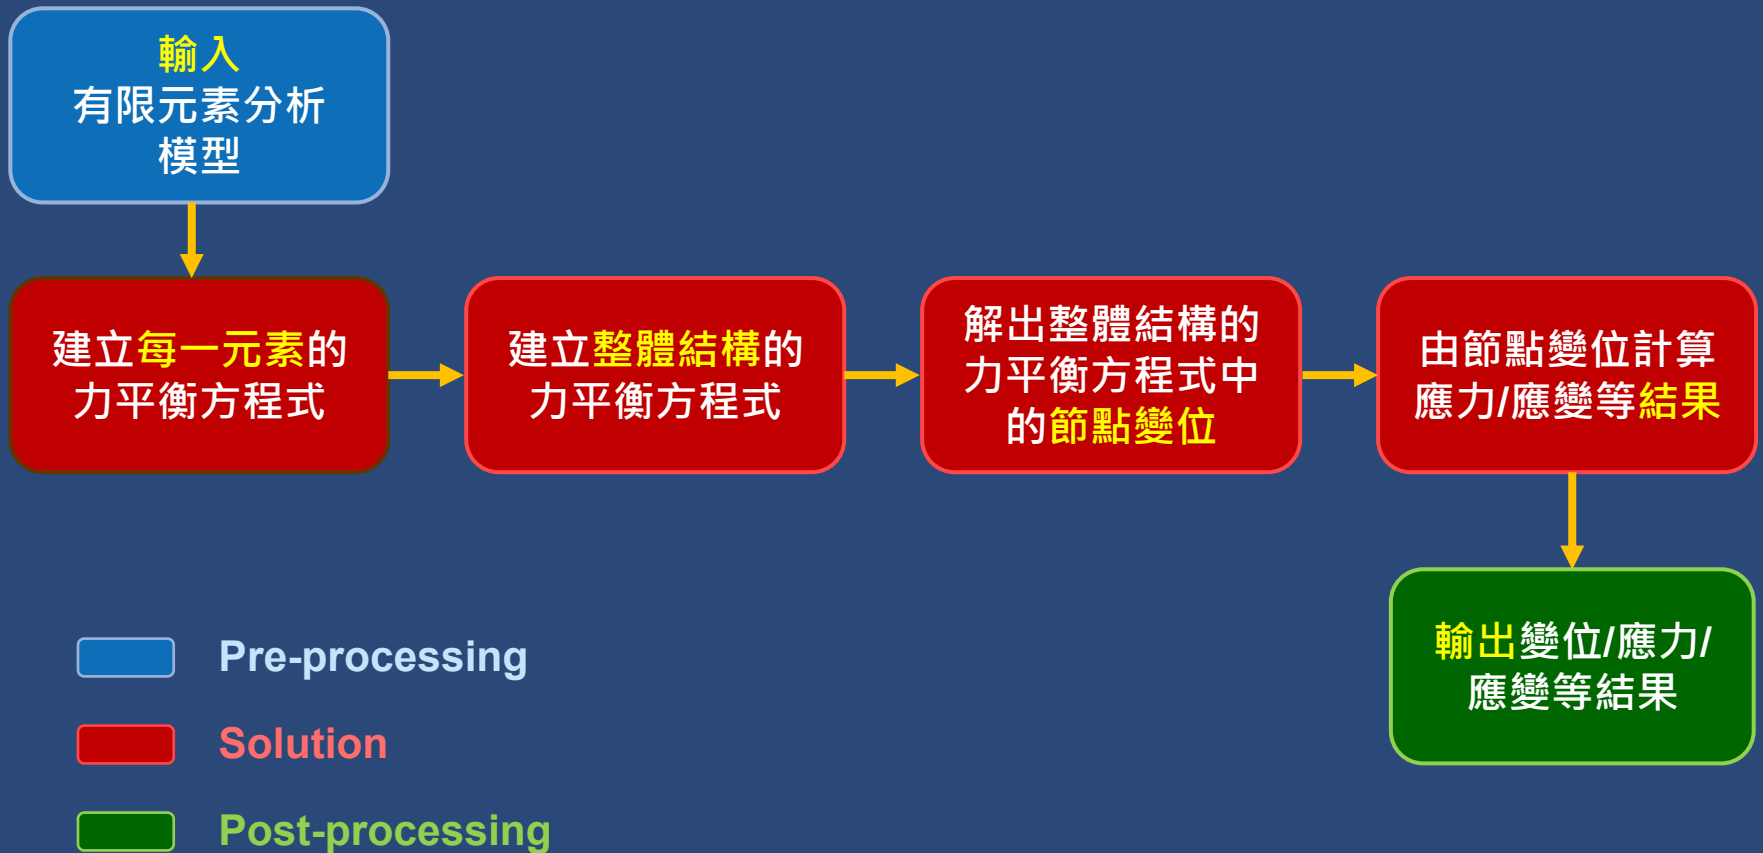 輸入
有限元素分析
模型
建立每一元素的
力平衡方程式
建立整體結構的
力平衡方程式
解出整體結構的
力平衡方程式中
的節點變位
由節點變位計算
應力/應變等結果
輸出變位/應力/
應變等結果
Pre-processing
Solution
Post-processing